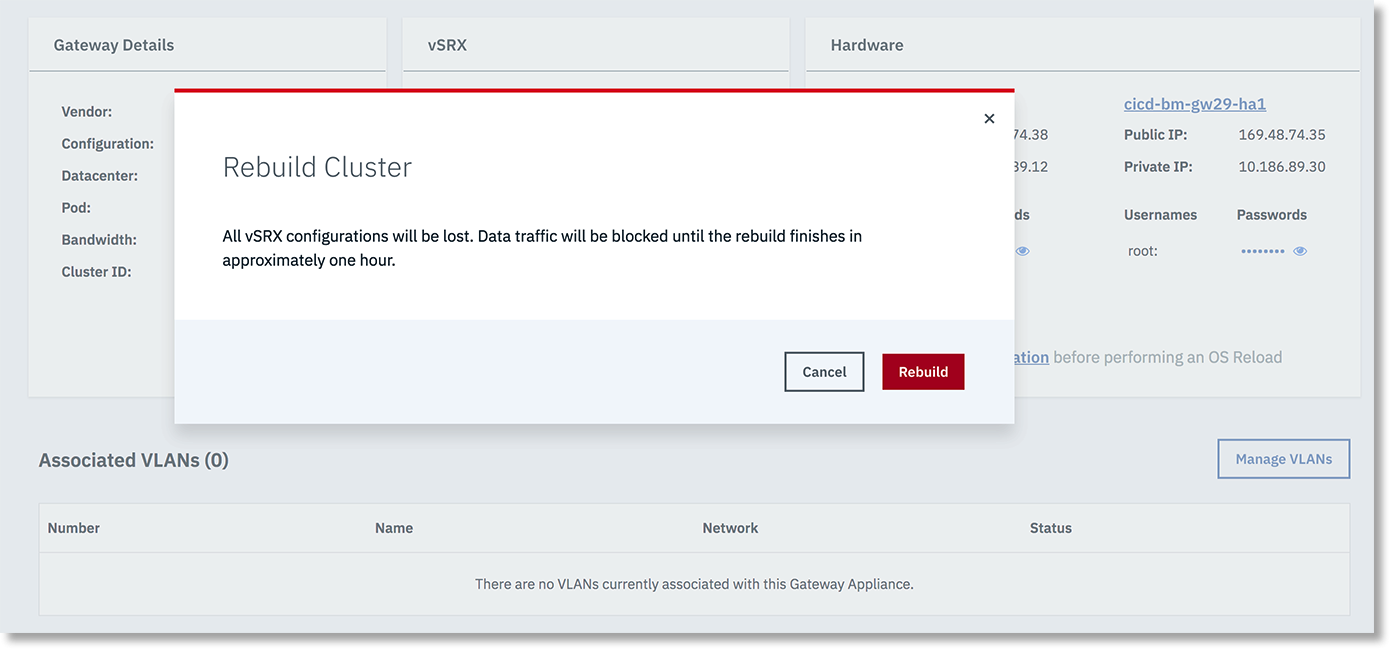 Gateway Details
vSRX
Hardware
Vendor:
Configuration:
Datacenter:
Pod:
Bandwidth:
Cluster ID:
×
Rebuild Cluster
All vSRX configurations will be lost. Data traffic will be blocked until the rebuild finishes in
approximately one hour.
Cancel
Rebuild
cicd-bm-gw29-ha1
74.38
Public IP: 169.48.74.35
89.12
Private IP: 10.186.89.30
ds
Usernames Passwords
root: ••••••••
ation before performing an OS Reload
Associated VLANs (0)
Manage VLANs
Number Name Network Status
There are no VLANs currently associated with this Gateway Appliance.